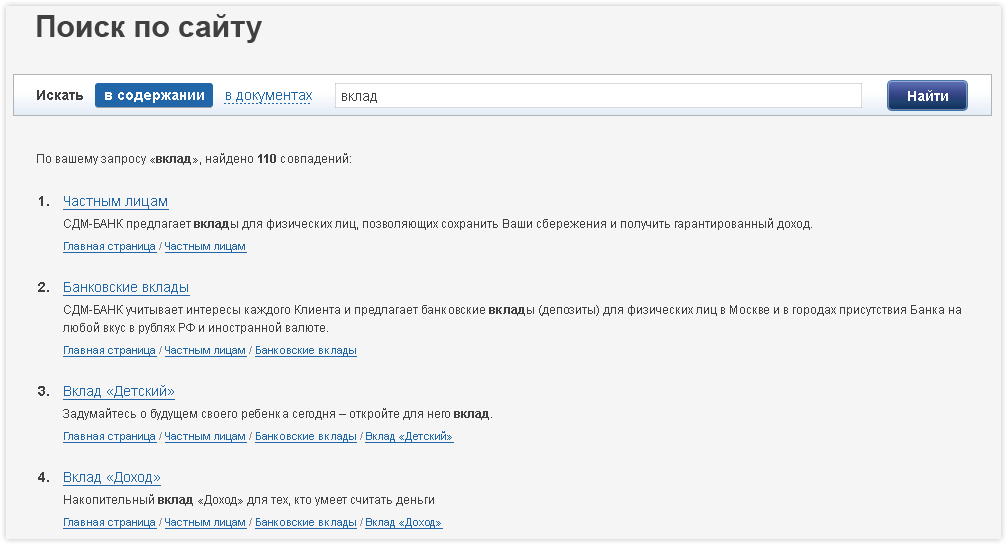 Поиск по сайту
Искать в содержании в документах вклад Найти
По вашему запросу «вклад», найдено 110 совпадений:
1. Частным лицам
СДМ-БАНК предлагает вклады для физических лиц, позволяющих сохранить Ваши сбережения и получить гарантированный доход.
Главная страница / Частным лицам
2. Банковские вклады
СДМ-БАНК учитывает интересы каждого Клиента и предлагает банковские вклады (депозиты) для физических лиц в Москве и в городах присутствия Банка на
любой вкус в рублях РФ и иностранной валюте.
Главная страница / Частным лицам / Банковские вклады
3. Вклад «Детский»
Задумайтесь о будущем своего ребенка сегодня – откройте для него вклад.
Главная страница / Частным лицам / Банковские вклады / Вклад «Детский»
4. Вклад «Доход»
Накопительный вклад «Доход» для тех, кто умеет считать деньги
Главная страница / Частным лицам / Банковские вклады / Вклад «Доход»